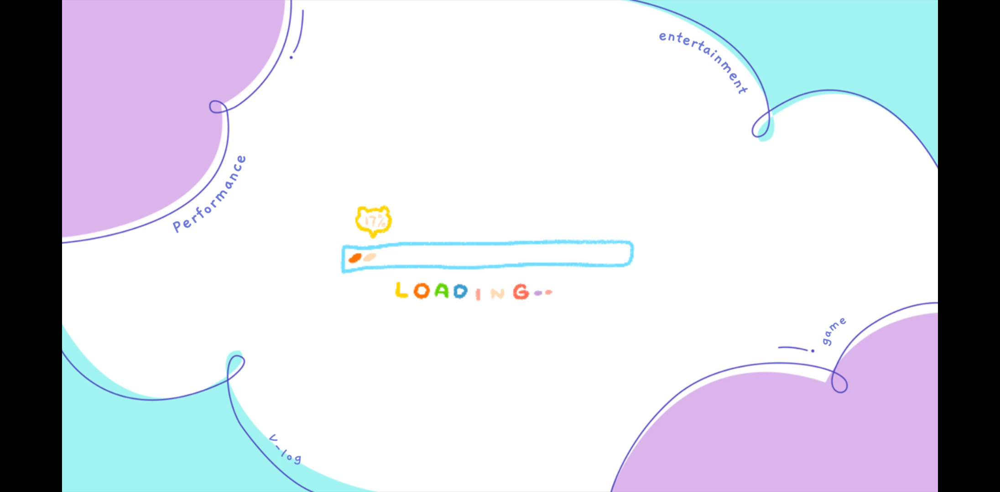 entertainment
Performance
17%
LOADING--
game
V-log